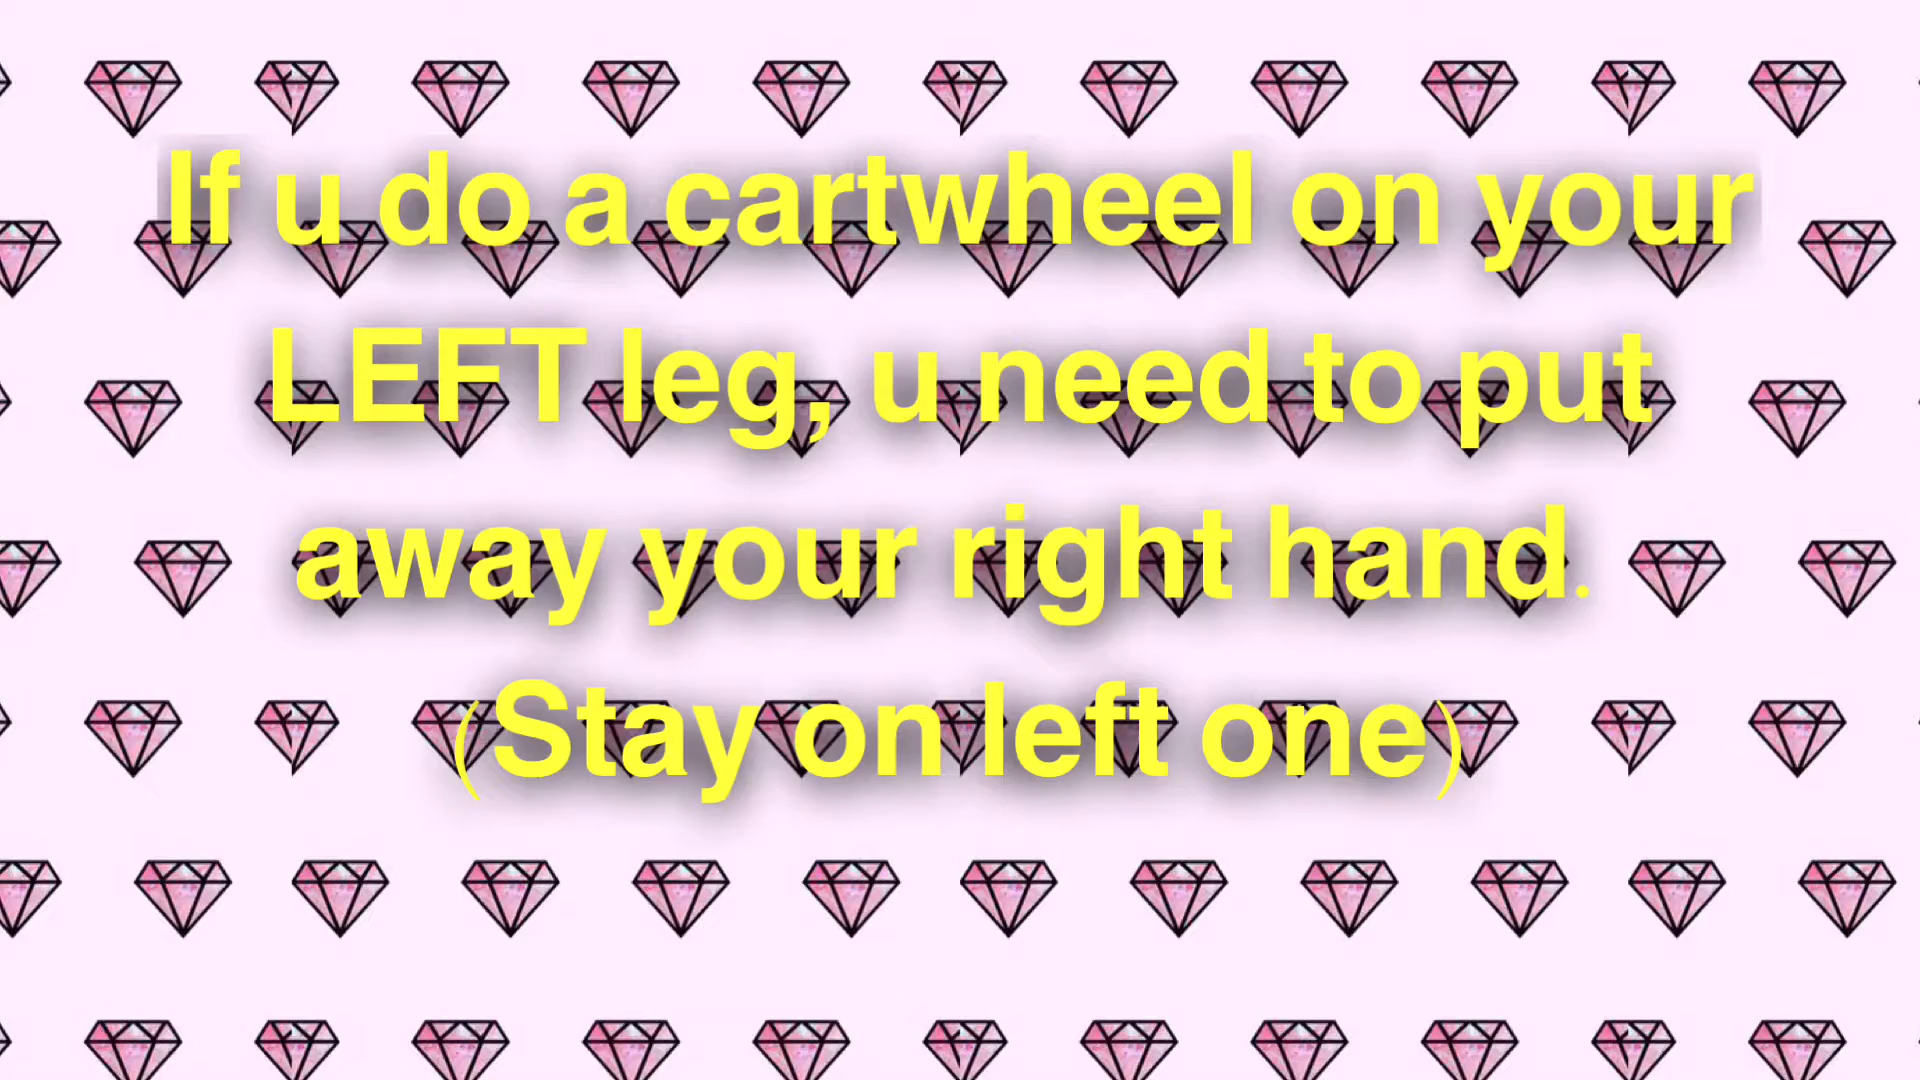 If u do a cartwheel on your
LEFT leg, u need to put
away your right hand.
(Stay on left one)